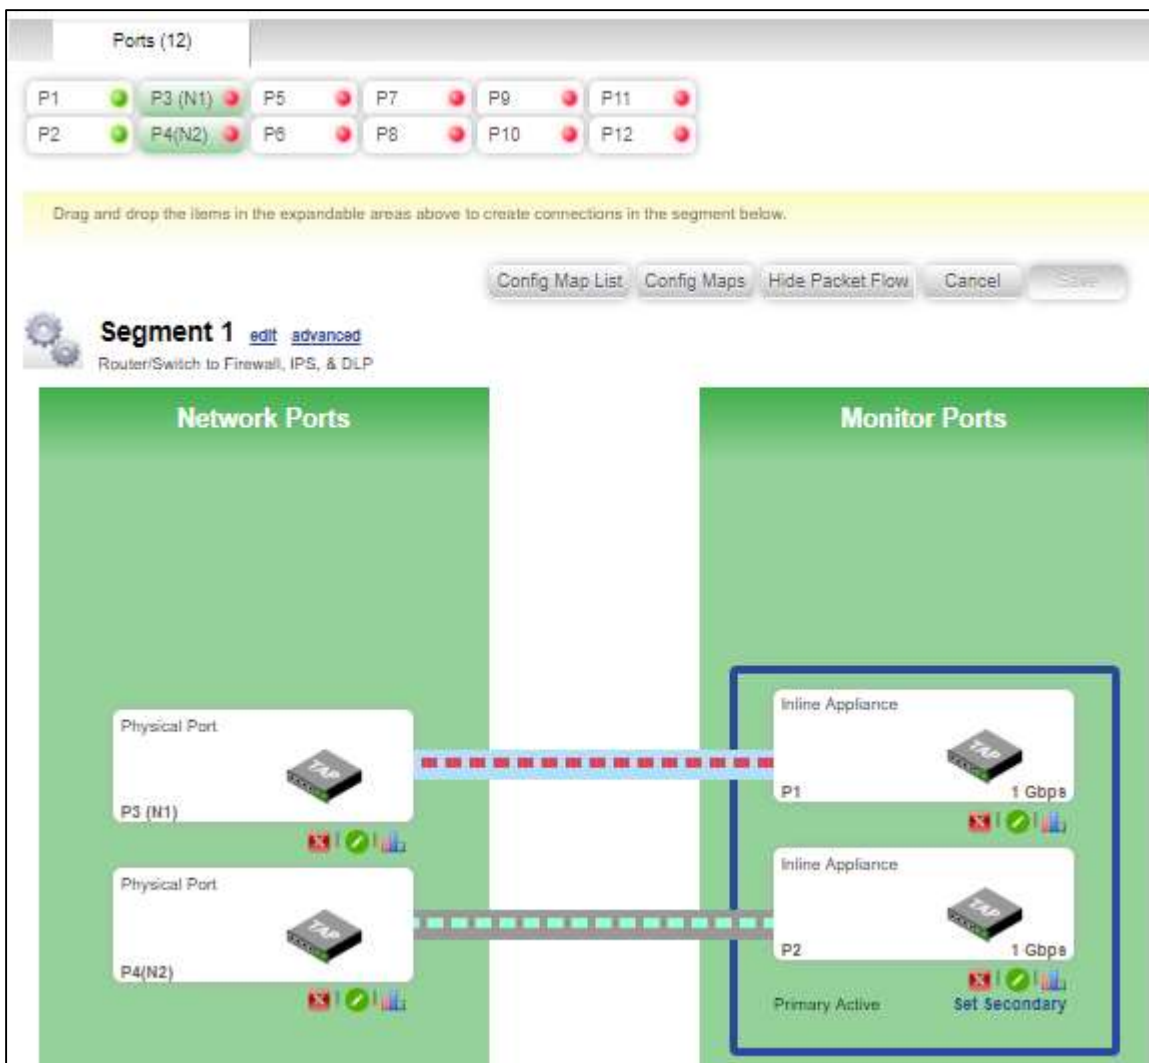 Ports (12)
P1 P3 (N1) P5 P7 P9 P11
P2 P4(N2) P6 P8 P10 P12
Drag and drop the items in the expandable areas above to create connections in the segment below.
Config Map List Config Maps Hide Packet Flow Cancel Save
Segment 1 edit advanced
Router/Switch to Firewall, IPS, & DLP
Network Ports
Monitor Ports
Physical Port
TAP
P3 (N1)
Inline Appliance
TAP
P1 1 Gbps
Physical Port
TAP
P4(N2)
Inline Appliance
TAP
P2 1 Gbps
Primary Active Set Secondary